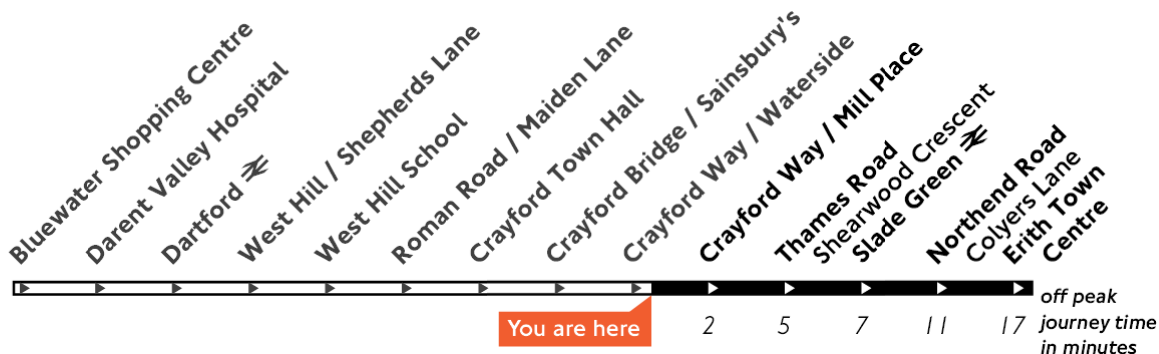 Bluewater Shopping Centre
Darent Valley Hospital
Dartford
West Hill / Shepherds Lane
West Hill School
Roman Road / Maiden Lane
Crayford Town Hall
Crayford Bridge / Sainsbury's
Crayford Way / Waterside
Crayford Way / Mill Place
Thames Road
Shearwood Crescent
Slade Green
Northend Road
Colyers Lane
Erith Town
Centre
You are here
2 5 7 11 17
off peak
journey time
in minutes